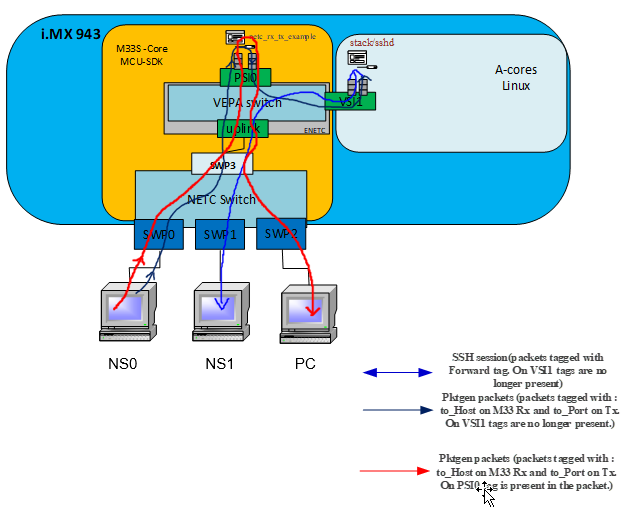 i.MX 943
netc_rx_tx_example
stack/sshd
M33S -Core
MCU-SDK
A-cores
Linux
PSI0
VEPA switch
VSI1
uplink
ENETC
SWP3
NETC Switch
SWP0
SWP1
SWP2
NS0
NS1
PC
SSH session(packets tagged with
Forward tag. On VSI1 tags are no
longer present)
Pktgen packets (packets tagged with :
to_Host on M33 Rx and to_Port on Tx.
On VSI1 tags are no longer present.)
Pktgen packets (packets tagged with :
to_Host on M33 Rx and to_Port on Tx.
On PSI0 tag is present in the packet.)